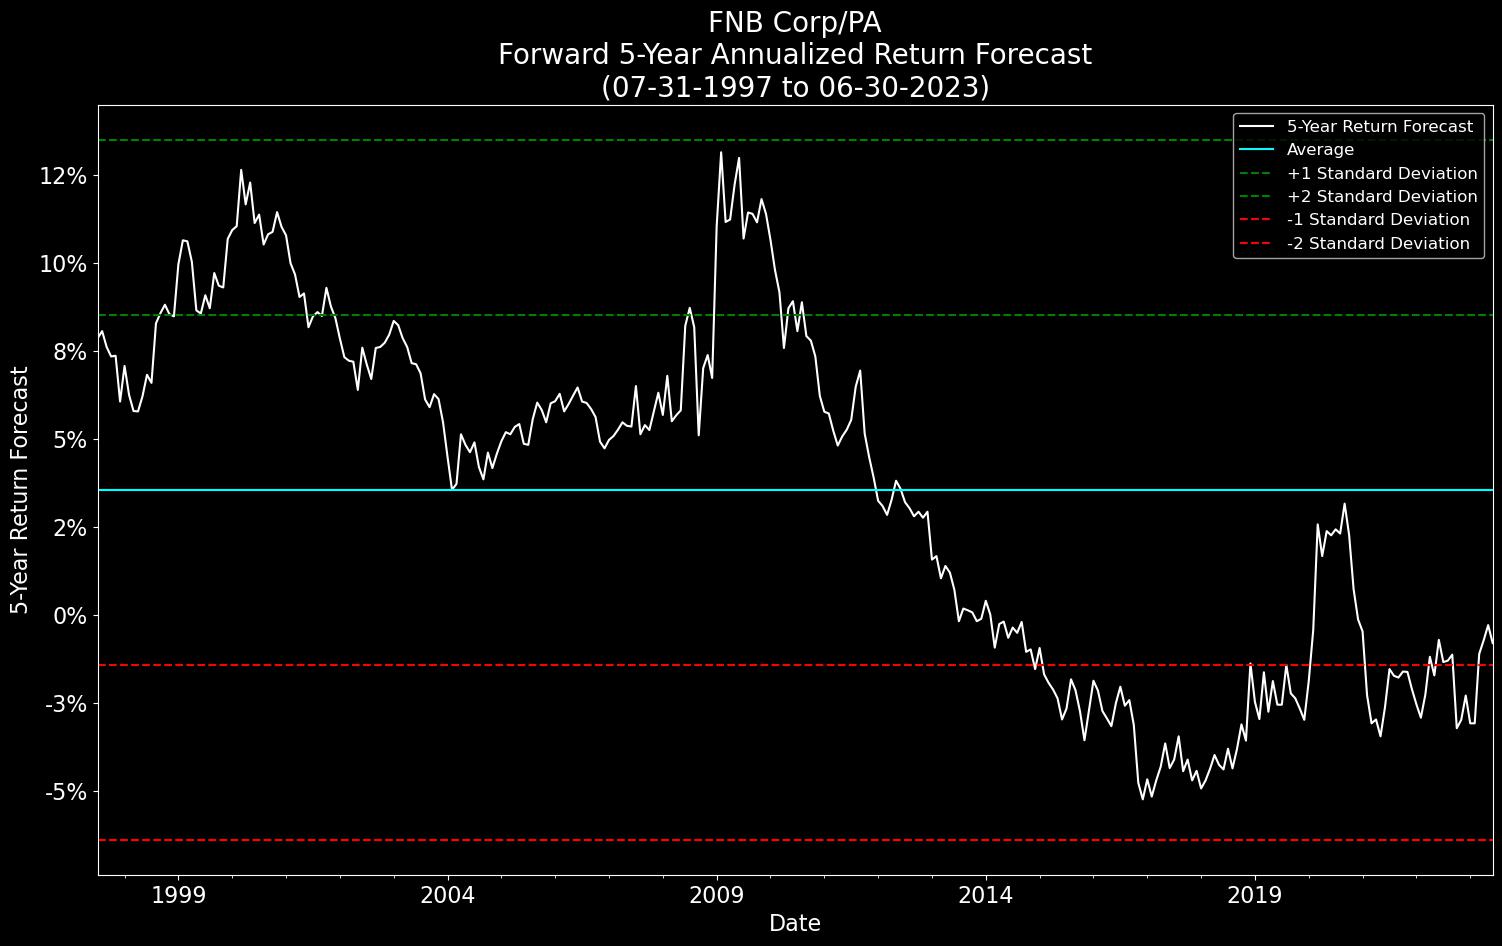 FNB Corp/PA
Forward 5-Year Annualized Return Forecast
(07-31-1997 to 06-30-2023)
5-Year Return Forecast
Average
+1 Standard Deviation
+2 Standard Deviation
-1 Standard Deviation
-2 Standard Deviation
12%
10%
8%
5%
2%
0%
-3%
-5%
5-Year Return Forecast
1999
2004
2009
2014
2019
Date